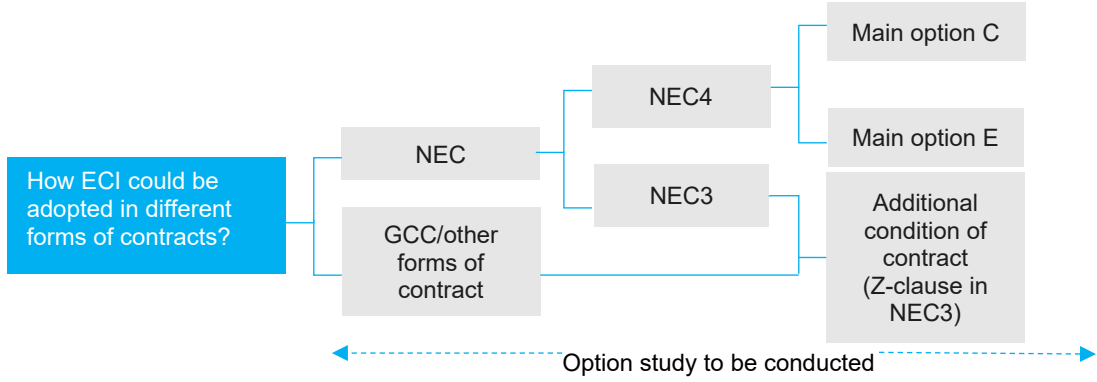 How ECI could be
adopted in different
forms of contracts?
NEC
GCC/other
forms of
contract
NEC4
NEC3
Main option C
Main option E
Additional
condition of
contract
(Z-clause in
NEC3)
Option study to be conducted